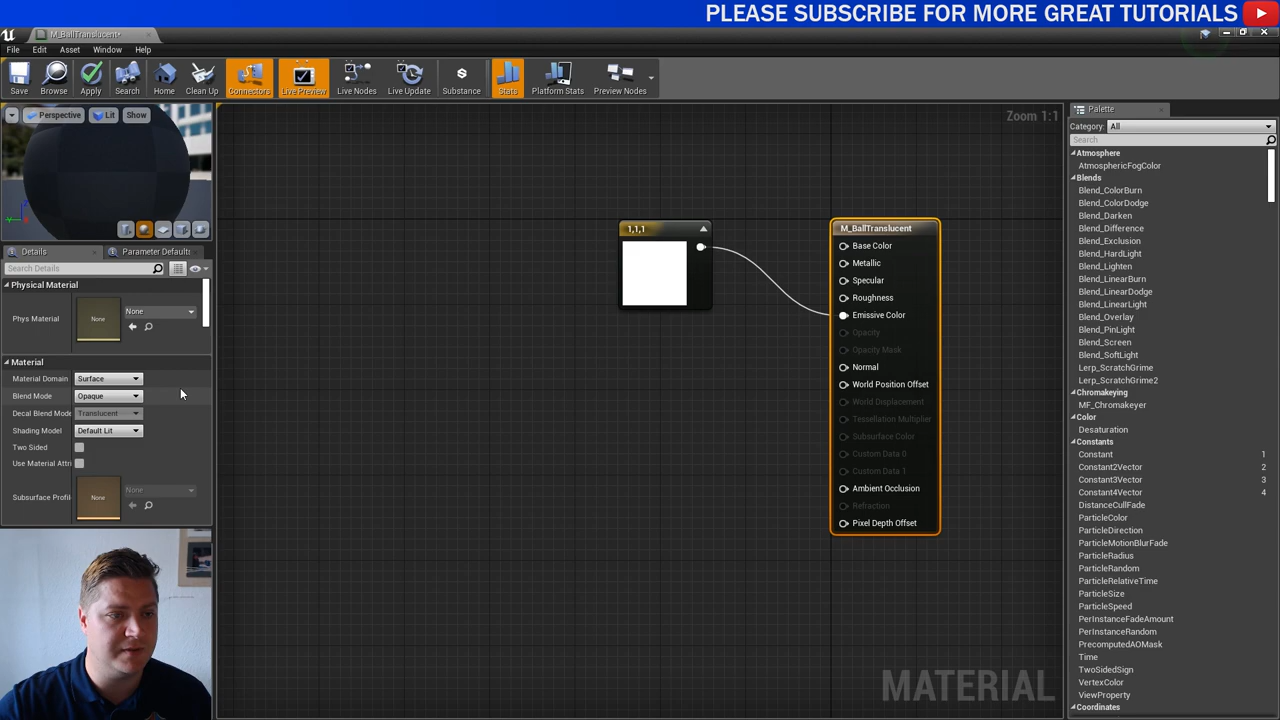 PLEASE SUBSCRIBE FOR MORE GREAT TUTORIALS
M_BallTranslucent*
File Edit Asset Window Help
Save Browse Apply Search Home Clean Up Connectors Live Preview Live Nodes Live Update Substance Stats Platform Stats Preview Nodes
Perspective Lit Show
Details Parameter Default
Search Details
Physical Material
Phys Material None None
Material
Material Domain Surface
Blend Mode Opaque
Decal Blend Mode Translucent
Shading Model Default Lit
Two Sided
Use Material Attri
Subsurface Profil None None
Zoom 1:1
1,1,1
M_BallTranslucent
Base Color
Metallic
Specular
Roughness
Emissive Color
Opacity
Opacity Mask
Normal
World Position Offset
World Displacement
Tessellation Multiplier
Subsurface Color
Custom Data 0
Custom Data 1
Ambient Occlusion
Refraction
Pixel Depth Offset
MATERIAL
Palette
Category: All
Search
Atmosphere
AtmosphericFogColor
Blends
Blend_ColorBurn
Blend_ColorDodge
Blend_Darken
Blend_Difference
Blend_Exclusion
Blend_HardLight
Blend_Lighten
Blend_LinearBurn
Blend_LinearDodge
Blend_LinearLight
Blend_Overlay
Blend_PinLight
Blend_Screen
Blend_SoftLight
Lerp_ScratchGrime
Lerp_ScratchGrime2
Chromakeying
MF_Chromakeyer
Color
Desaturation
Constants
Constant 1
Constant2Vector 2
Constant3Vector 3
Constant4Vector 4
DistanceCullFade
ParticleColor
ParticleDirection
ParticleMotionBlurFade
ParticleRadius
ParticleRandom
ParticleRelativeTime
ParticleSize
ParticleSpeed
PerInstanceFadeAmount
PerInstanceRandom
PrecomputedAOMask
Time
TwoSidedSign
VertexColor
ViewProperty
Coordinates